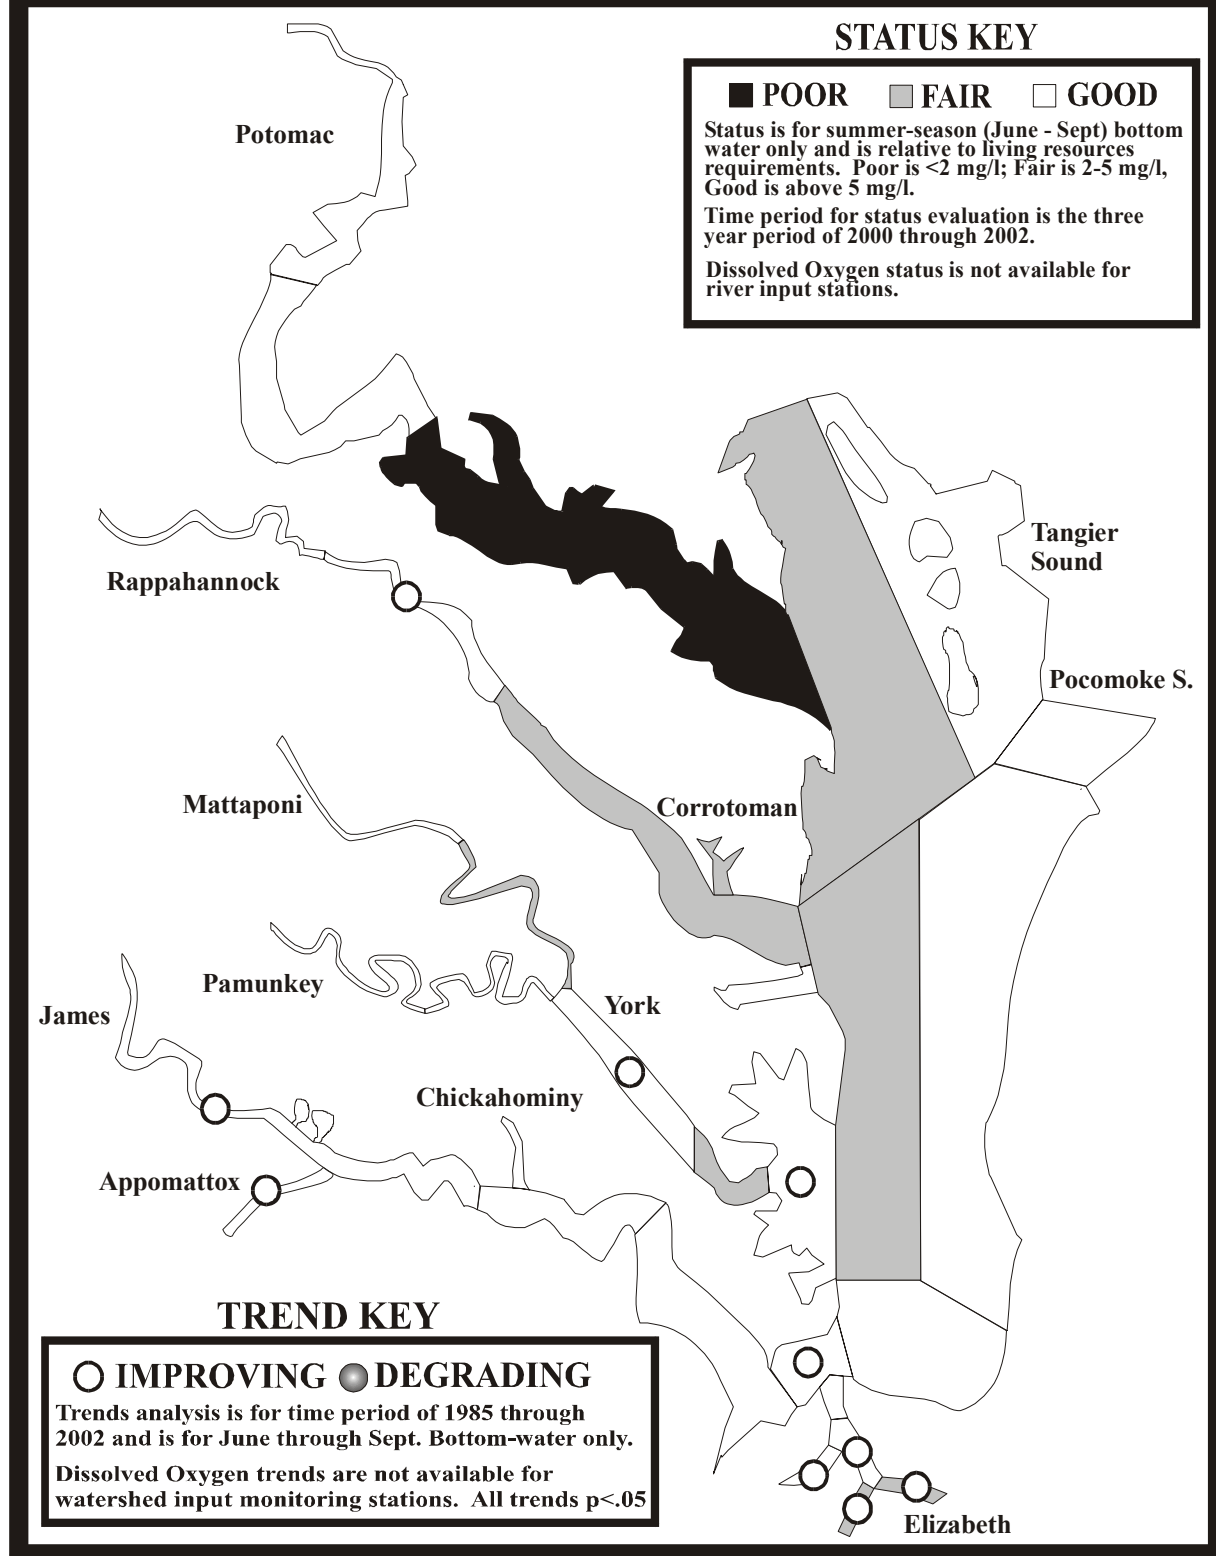 STATUS KEY
POOR FAIR GOOD
Status is for summer-season (June - Sept) bottom
water only and is relative to living resources
requirements. Poor is <2 mg/l; Fair is 2-5 mg/l,
Good is above 5 mg/l.
Time period for status evaluation is the three
year period of 2000 through 2002.
Dissolved Oxygen status is not available for
river input stations.
Potomac
Tangier
Sound
Rappahannock
Pocomoke S.
Mattaponi
Corrotoman
Pamunkey
York
James
Chickahominy
Appomattox
TREND KEY
IMPROVING DEGRADING
Trends analysis is for time period of 1985 through
2002 and is for June through Sept. Bottom-water only.
Dissolved Oxygen trends are not available for
watershed input monitoring stations. All trends p<.05
Elizabeth